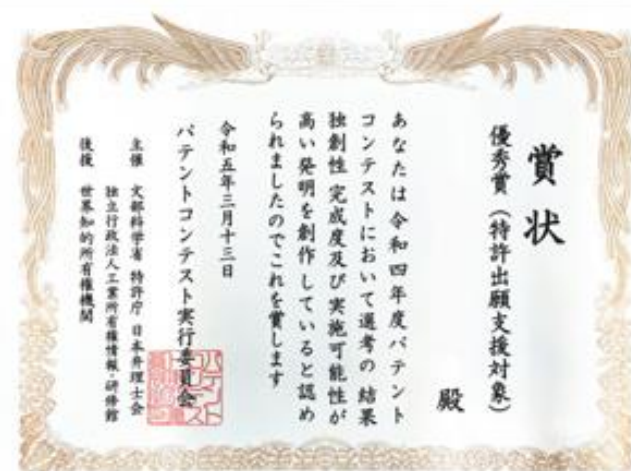 賞状
優秀賞（特許出願支援対象）
殿
あなたは令和四年度パテント
コンテストにおいて選考の結果
独創性 完成度及び実施可能性が
高い発明を創作していると認め
られましたのでこれを賞します
令和五年三月十三日
パテントコンテスト実行委員会
主催 文部科学省 特許庁 日本弁理士会
独立行政法人工業所有権情報・研修館
後援 世界知的所有権機関